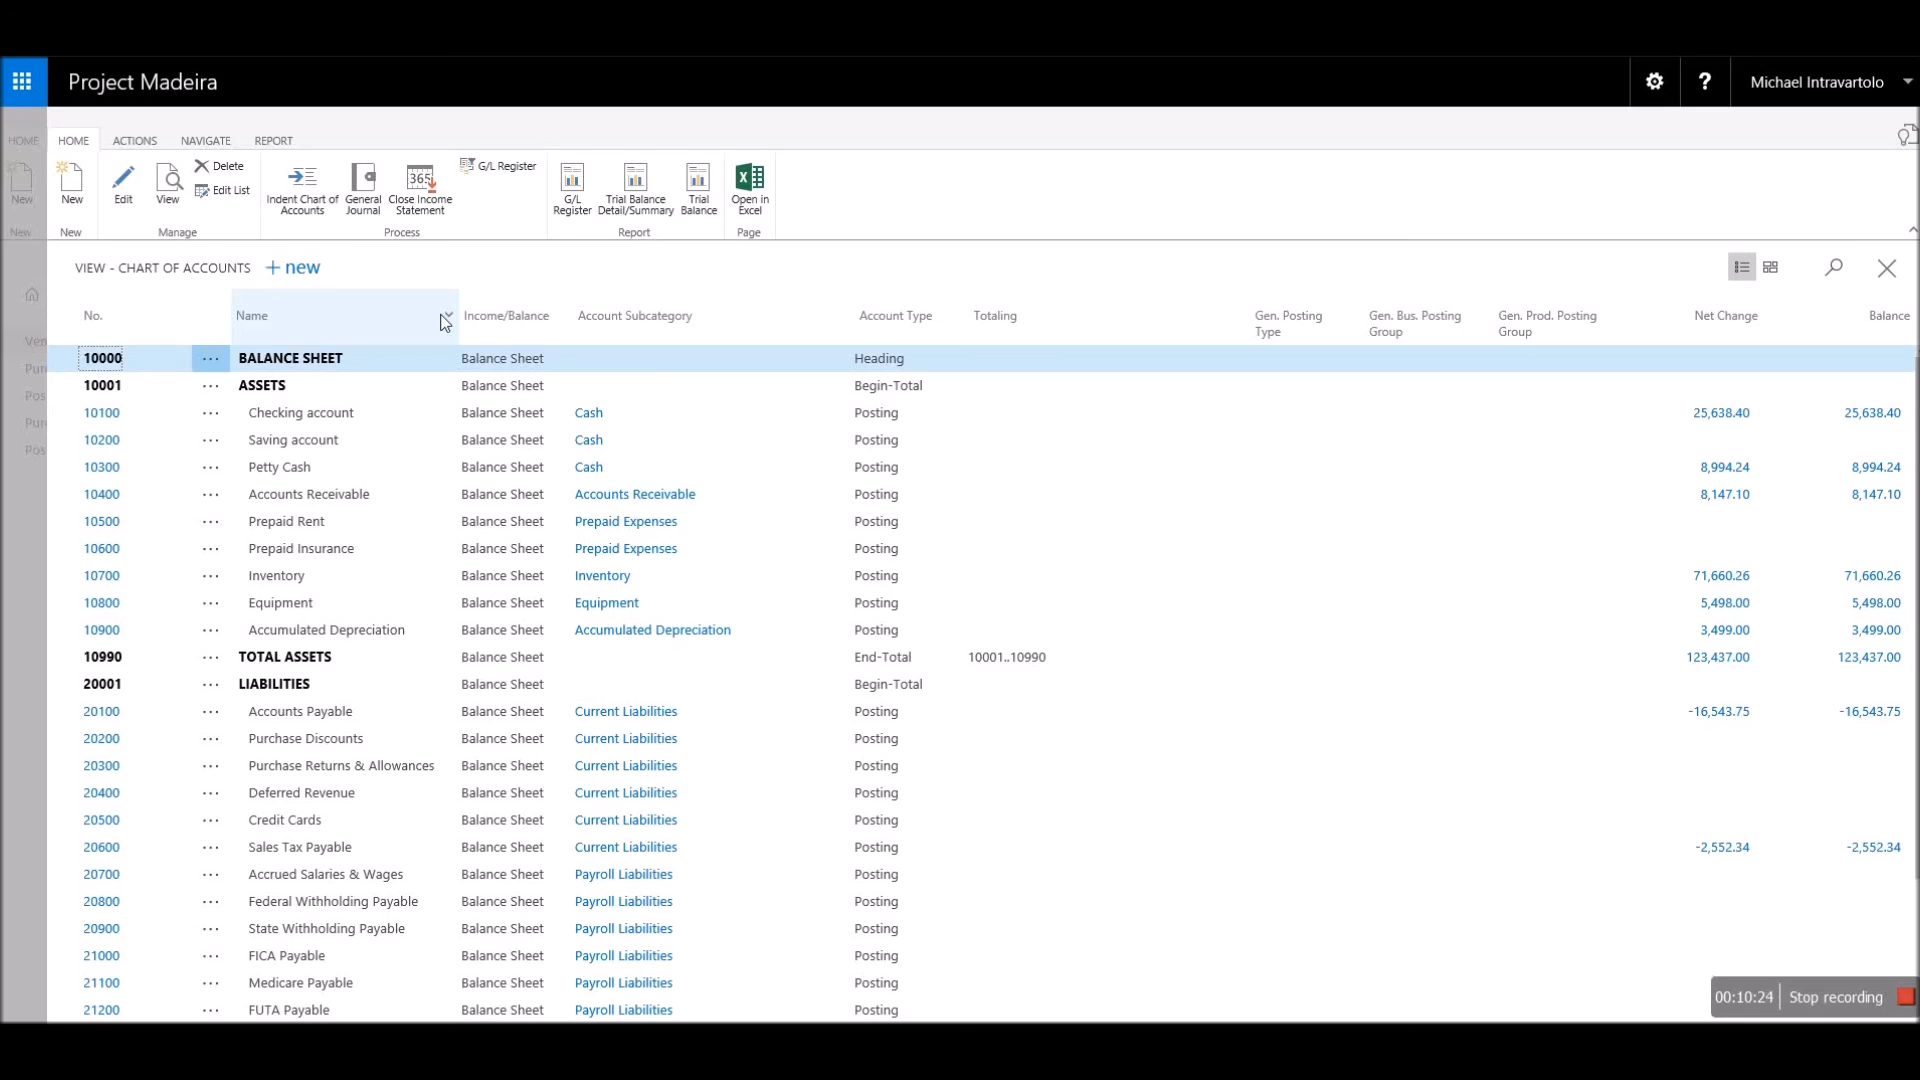 Project Madeira
? Michael Intravartolo
HOME HOME ACTIONS NAVIGATE REPORT
New New Edit View Delete Edit List Indent Chart of Accounts General Journal Close Income Statement G/L Register G/L Register Trial Balance Detail/Summary Trial Balance Open in Excel
New New Manage Process Report Page
VIEW - CHART OF ACCOUNTS + new
No. Name Income/Balance Account Subcategory Account Type Totaling Gen. Posting Type Gen. Bus. Posting Group Gen. Prod. Posting Group Net Change Balance
10000 ... BALANCE SHEET Balance Sheet Heading
10001 ... ASSETS Balance Sheet Begin-Total
10100 ... Checking account Balance Sheet Cash Posting 25,638.40 25,638.40
10200 ... Saving account Balance Sheet Cash Posting
10300 ... Petty Cash Balance Sheet Cash Posting 8,994.24 8,994.24
10400 ... Accounts Receivable Balance Sheet Accounts Receivable Posting 8,147.10 8,147.10
10500 ... Prepaid Rent Balance Sheet Prepaid Expenses Posting
10600 ... Prepaid Insurance Balance Sheet Prepaid Expenses Posting
10700 ... Inventory Balance Sheet Inventory Posting 71,660.26 71,660.26
10800 ... Equipment Balance Sheet Equipment Posting 5,498.00 5,498.00
10900 ... Accumulated Depreciation Balance Sheet Accumulated Depreciation Posting 3,499.00 3,499.00
10990 ... TOTAL ASSETS Balance Sheet End-Total 10001..10990 123,437.00 123,437.00
20001 ... LIABILITIES Balance Sheet Begin-Total
20100 ... Accounts Payable Balance Sheet Current Liabilities Posting -16,543.75 -16,543.75
20200 ... Purchase Discounts Balance Sheet Current Liabilities Posting
20300 ... Purchase Returns & Allowances Balance Sheet Current Liabilities Posting
20400 ... Deferred Revenue Balance Sheet Current Liabilities Posting
20500 ... Credit Cards Balance Sheet Current Liabilities Posting
20600 ... Sales Tax Payable Balance Sheet Current Liabilities Posting -2,552.34 -2,552.34
20700 ... Accrued Salaries & Wages Balance Sheet Payroll Liabilities Posting
20800 ... Federal Withholding Payable Balance Sheet Payroll Liabilities Posting
20900 ... State Withholding Payable Balance Sheet Payroll Liabilities Posting
21000 ... FICA Payable Balance Sheet Payroll Liabilities Posting
21100 ... Medicare Payable Balance Sheet Payroll Liabilities Posting
21200 ... FUTA Payable Balance Sheet Payroll Liabilities Posting
00:10:24 Stop recording